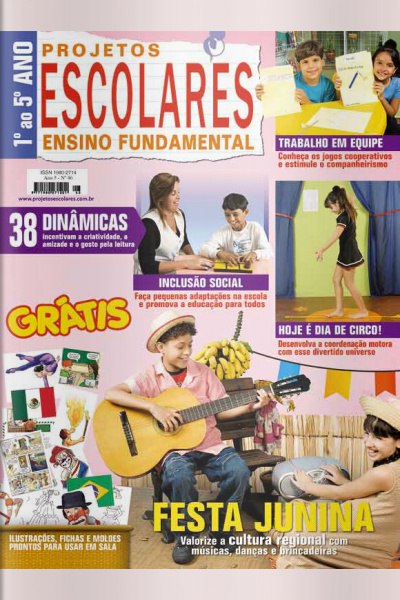 1º ao 5º ANO
PROJETOS
ESCOLARES
ENSINO FUNDAMENTAL
TRABALHO EM EQUIPE
Conheça os jogos cooperativos
e estimule o companheirismo
www.projetosescolares.com.br
38 DINÂMICAS
incentivam a criatividade, a
amizade e o gosto pela leitura
INCLUSÃO SOCIAL
Faça pequenas adaptações na escola
e promova a educação para todos
HOJE É DIA DE CIRCO!
Desenvolva a coordenação motora
com esse divertido universo
GRÁTIS
FESTA JUNINA
Valorize a cultura regional com
músicas, danças e brincadeiras
ILUSTRAÇÕES, FICHAS E MOLDES
PRONTOS PARA USAR EM SALA